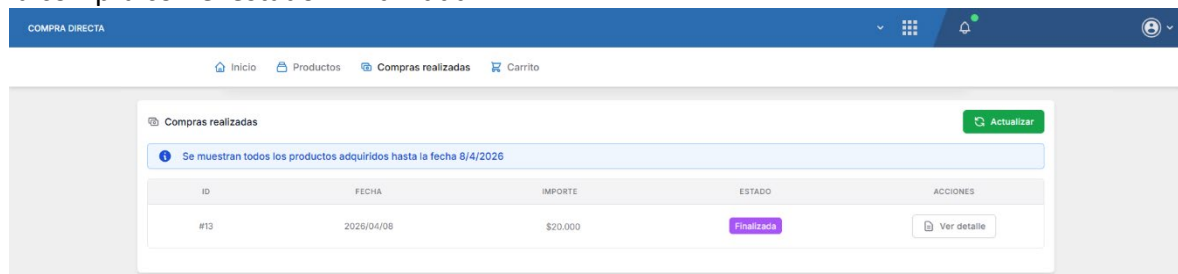 COMPRA DIRECTA
Inicio Productos Compras realizadas Carrito
Compras realizadas Actualizar
Se muestran todos los productos adquiridos hasta la fecha 8/4/2026
ID FECHA IMPORTE ESTADO ACCIONES
#13 2026/04/08 $20.000 Finalizada Ver detalle